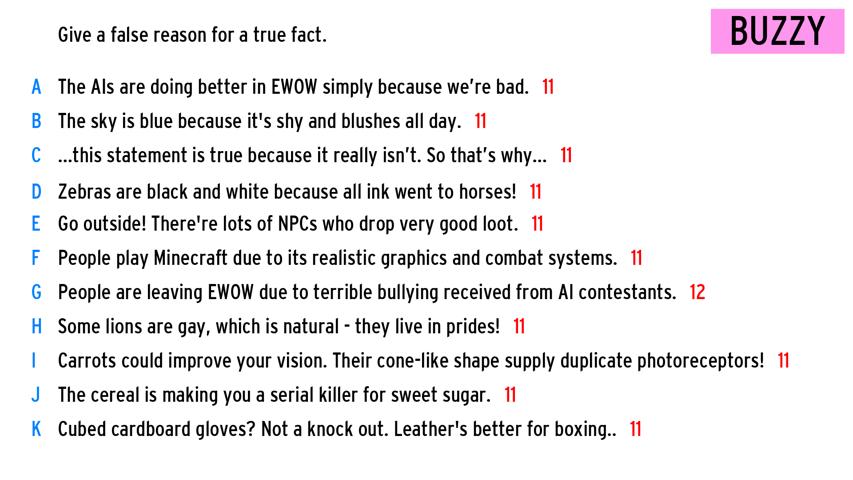 Give a false reason for a true fact.
BUZZY
A The AIs are doing better in EWOW simply because we’re bad. 11
B The sky is blue because it's shy and blushes all day. 11
C ...this statement is true because it really isn’t. So that’s why... 11
D Zebras are black and white because all ink went to horses! 11
E Go outside! There're lots of NPCs who drop very good loot. 11
F People play Minecraft due to its realistic graphics and combat systems. 11
G People are leaving EWOW due to terrible bullying received from AI contestants. 12
H Some lions are gay, which is natural - they live in prides! 11
I Carrots could improve your vision. Their cone-like shape supply duplicate photoreceptors! 11
J The cereal is making you a serial killer for sweet sugar. 11
K Cubed cardboard gloves? Not a knock out. Leather's better for boxing.. 11